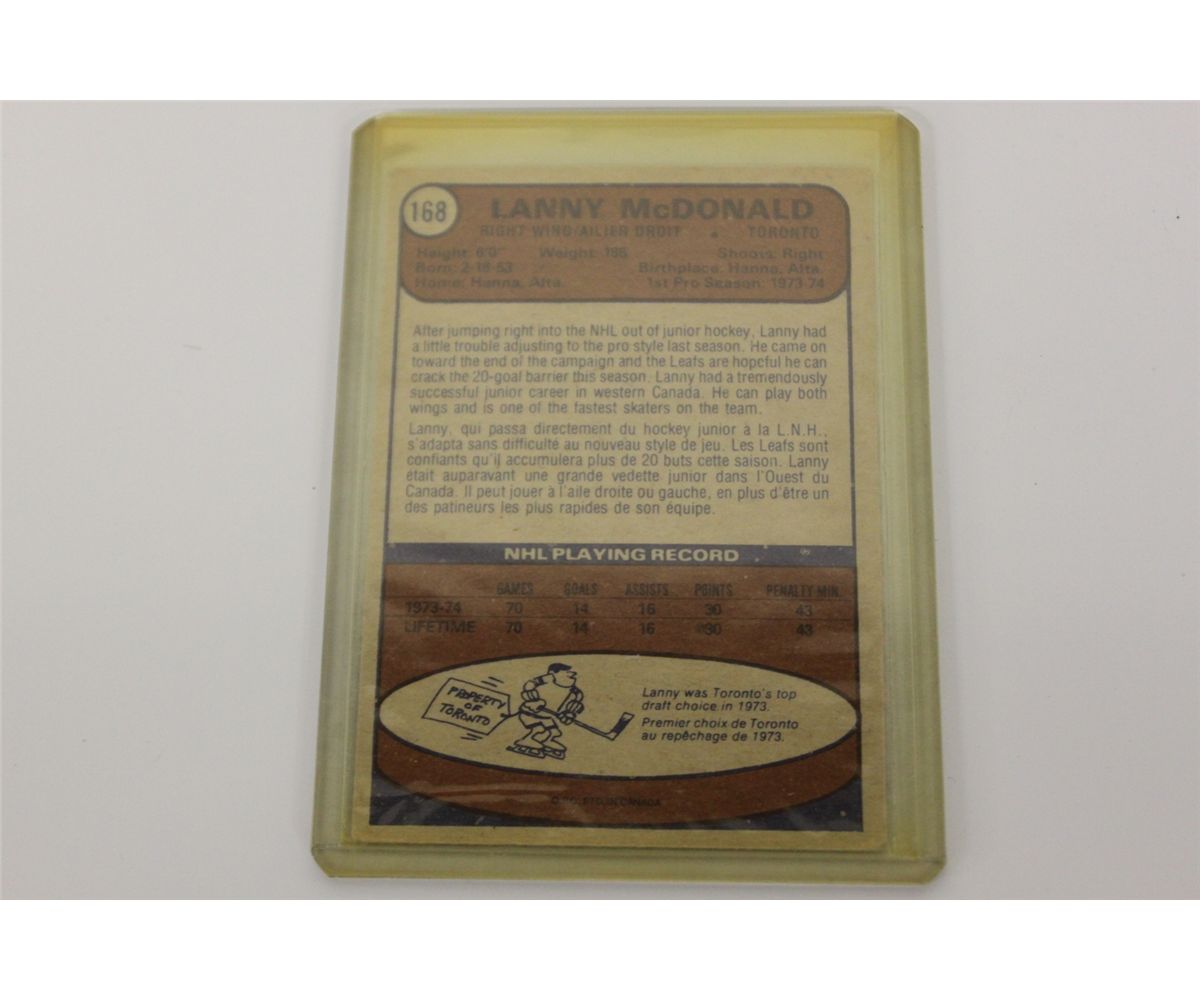 168
LANNY McDONALD
RIGHT WING/AILIER DROIT • TORONTO
Height: 6'0" Weight: 185 Shoots: Right
Born: 2-16-53 Birthplace: Hanna, Alta.
Home: Hanna, Alta. 1st Pro Season: 1973-74
After jumping right into the NHL out of junior hockey, Lanny had
a little trouble adjusting to the pro style last season. He came on
toward the end of the campaign and the Leafs are hopeful he can
crack the 20-goal barrier this season. Lanny had a tremendously
successful junior career in western Canada. He can play both
wings and is one of the fastest skaters on the team.
Lanny, qui passa directement du hockey junior à la L.N.H.,
s'adapta sans difficulté au nouveau style de jeu. Les Leafs sont
confiants qu'il accumulera plus de 20 buts cette saison. Lanny
était auparavant une grande vedette junior dans l'Ouest du
Canada. Il peut jouer à l'aile droite ou gauche, en plus d'être un
des patineurs les plus rapides de son équipe.
NHL PLAYING RECORD
GAMES GOALS ASSISTS POINTS PENALTY MIN.
1973-74 70 14 16 30 43
LIFETIME 70 14 16 30 43
PROPERTY
OF
TORONTO
Lanny was Toronto's top
draft choice in 1973.
Premier choix de Toronto
au repêchage de 1973.
IN CANADA